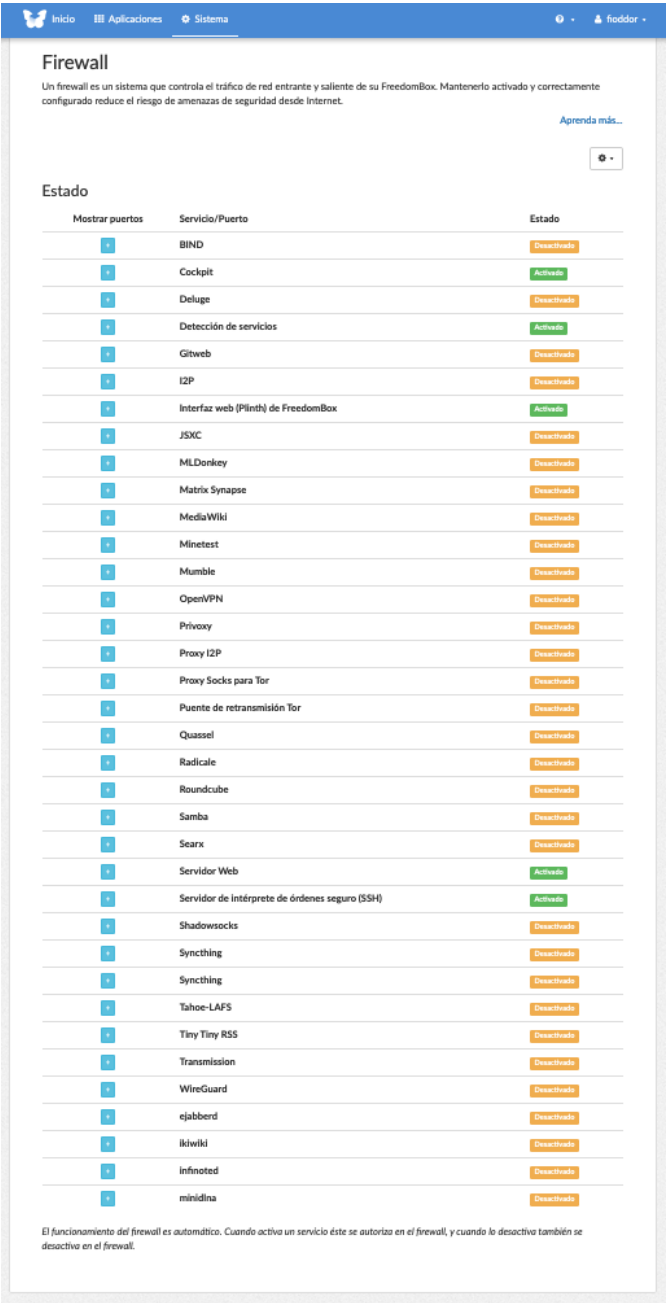 Inicio Aplicaciones Sistema fioddor
Firewall
Un firewall es un sistema que controla el tráfico de red entrante y saliente de su FreedomBox. Mantenerlo activado y correctamente
configurado reduce el riesgo de amenazas de seguridad desde Internet.
Aprenda más...
Estado
Mostrar puertos Servicio/Puerto Estado
+ BIND Desactivado
+ Cockpit Activado
+ Deluge Desactivado
+ Detección de servicios Activado
+ Gitweb Desactivado
+ I2P Desactivado
+ Interfaz web (Plinth) de FreedomBox Activado
+ JSXC Desactivado
+ MLDonkey Desactivado
+ Matrix Synapse Desactivado
+ MediaWiki Desactivado
+ Minetest Desactivado
+ Mumble Desactivado
+ OpenVPN Desactivado
+ Privoxy Desactivado
+ Proxy I2P Desactivado
+ Proxy Socks para Tor Desactivado
+ Puente de retransmisión Tor Desactivado
+ Quassel Desactivado
+ Radicale Desactivado
+ Roundcube Desactivado
+ Samba Desactivado
+ Searx Desactivado
+ Servidor Web Activado
+ Servidor de intérprete de órdenes seguro (SSH) Activado
+ Shadowsocks Desactivado
+ Syncthing Desactivado
+ Syncthing Desactivado
+ Tahoe-LAFS Desactivado
+ Tiny Tiny RSS Desactivado
+ Transmission Desactivado
+ WireGuard Desactivado
+ ejabberd Desactivado
+ ikiwiki Desactivado
+ infinoted Desactivado
+ minidlna Desactivado
El funcionamiento del firewall es automático. Cuando activa un servicio éste se autoriza en el firewall, y cuando lo desactiva también se
desactiva en el firewall.